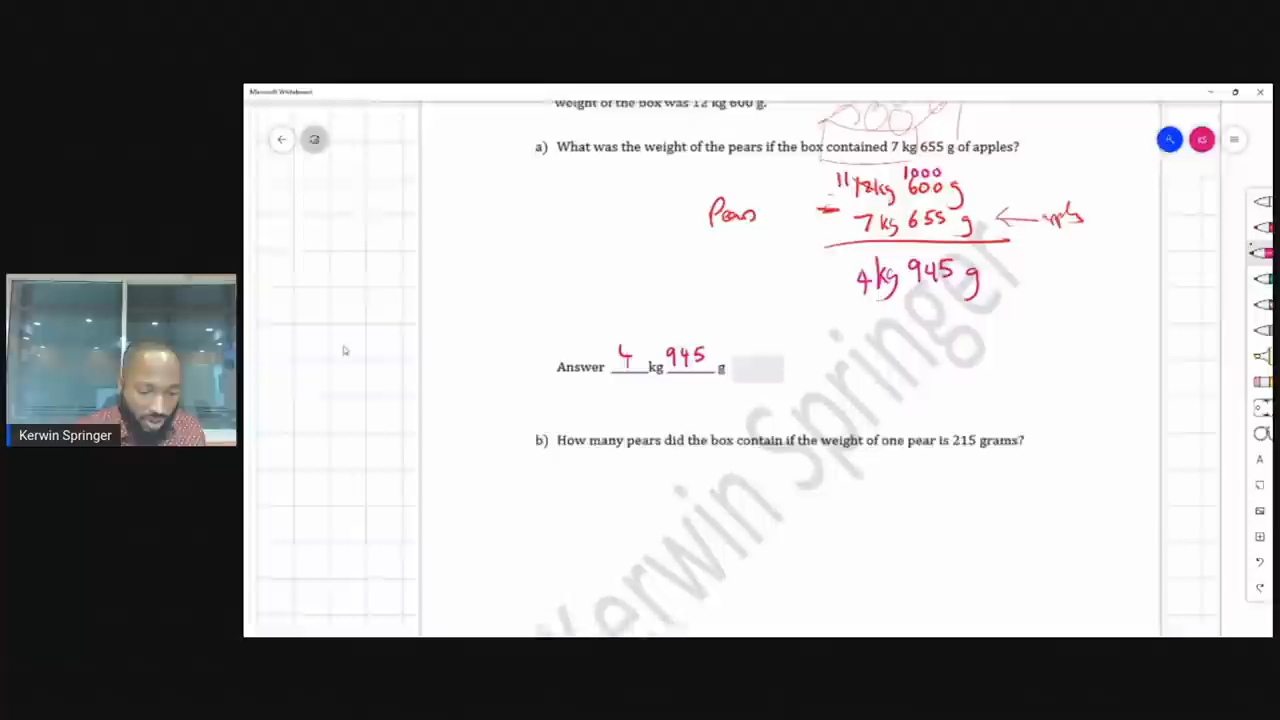 Microsoft Whiteboard
weight of the box was 12 kg 600 g.
a) What was the weight of the pears if the box contained 7 kg 655 g of apples?
1000
11 12kg 600 g
Pears - 7 kg 655 g
4 kg 945 g
Answer 4 kg 945 g
Kerwin Springer
KS
b) How many pears did the box contain if the weight of one pear is 215 grams?
Kerwin Springer
A